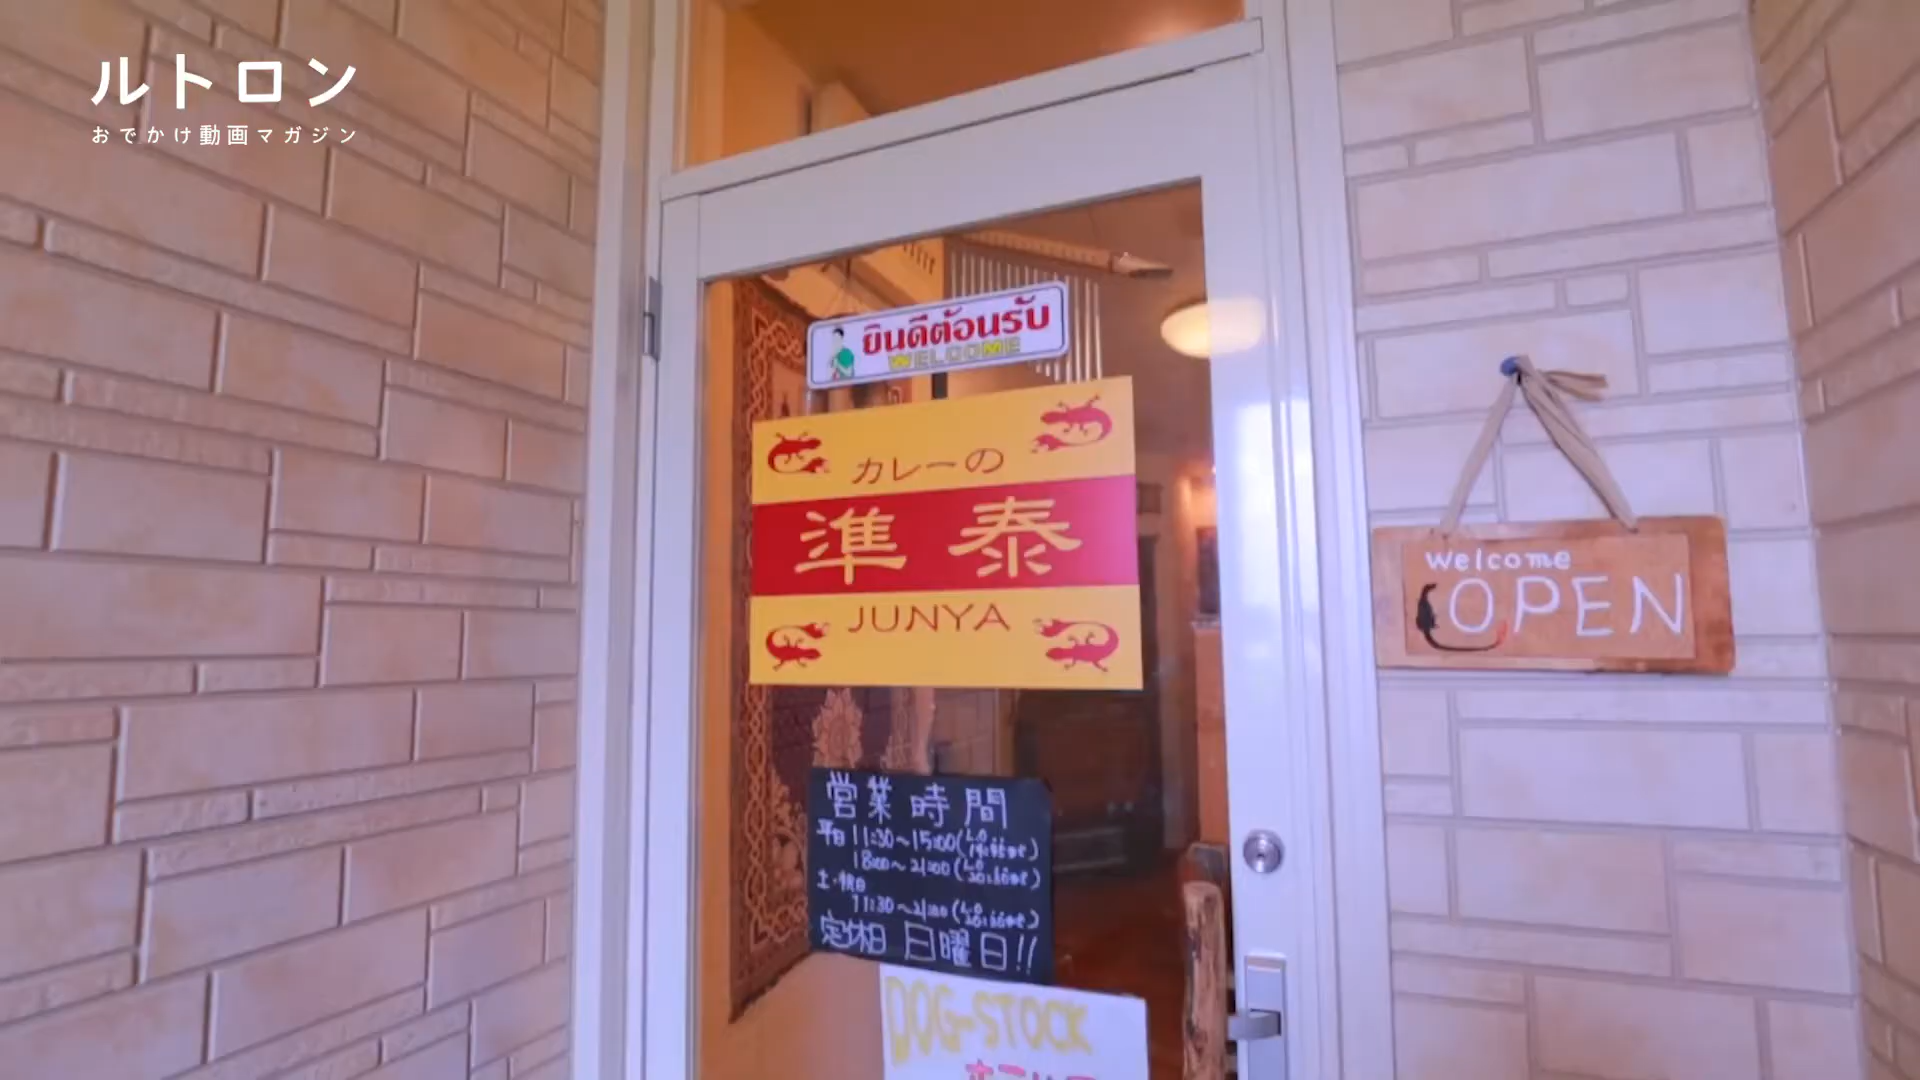 ルトロン
おでかけ動画マガジン
ยินดีต้อนรับ
WELCOME
カレーの
準泰
JUNYA
welcome
OPEN
営業時間
平日 11:30〜15:00(L.O
18:00〜21:00(L.O
土・祝日
11:30〜21:00(L.O
定休日 日曜日!!
DOG-STOCK